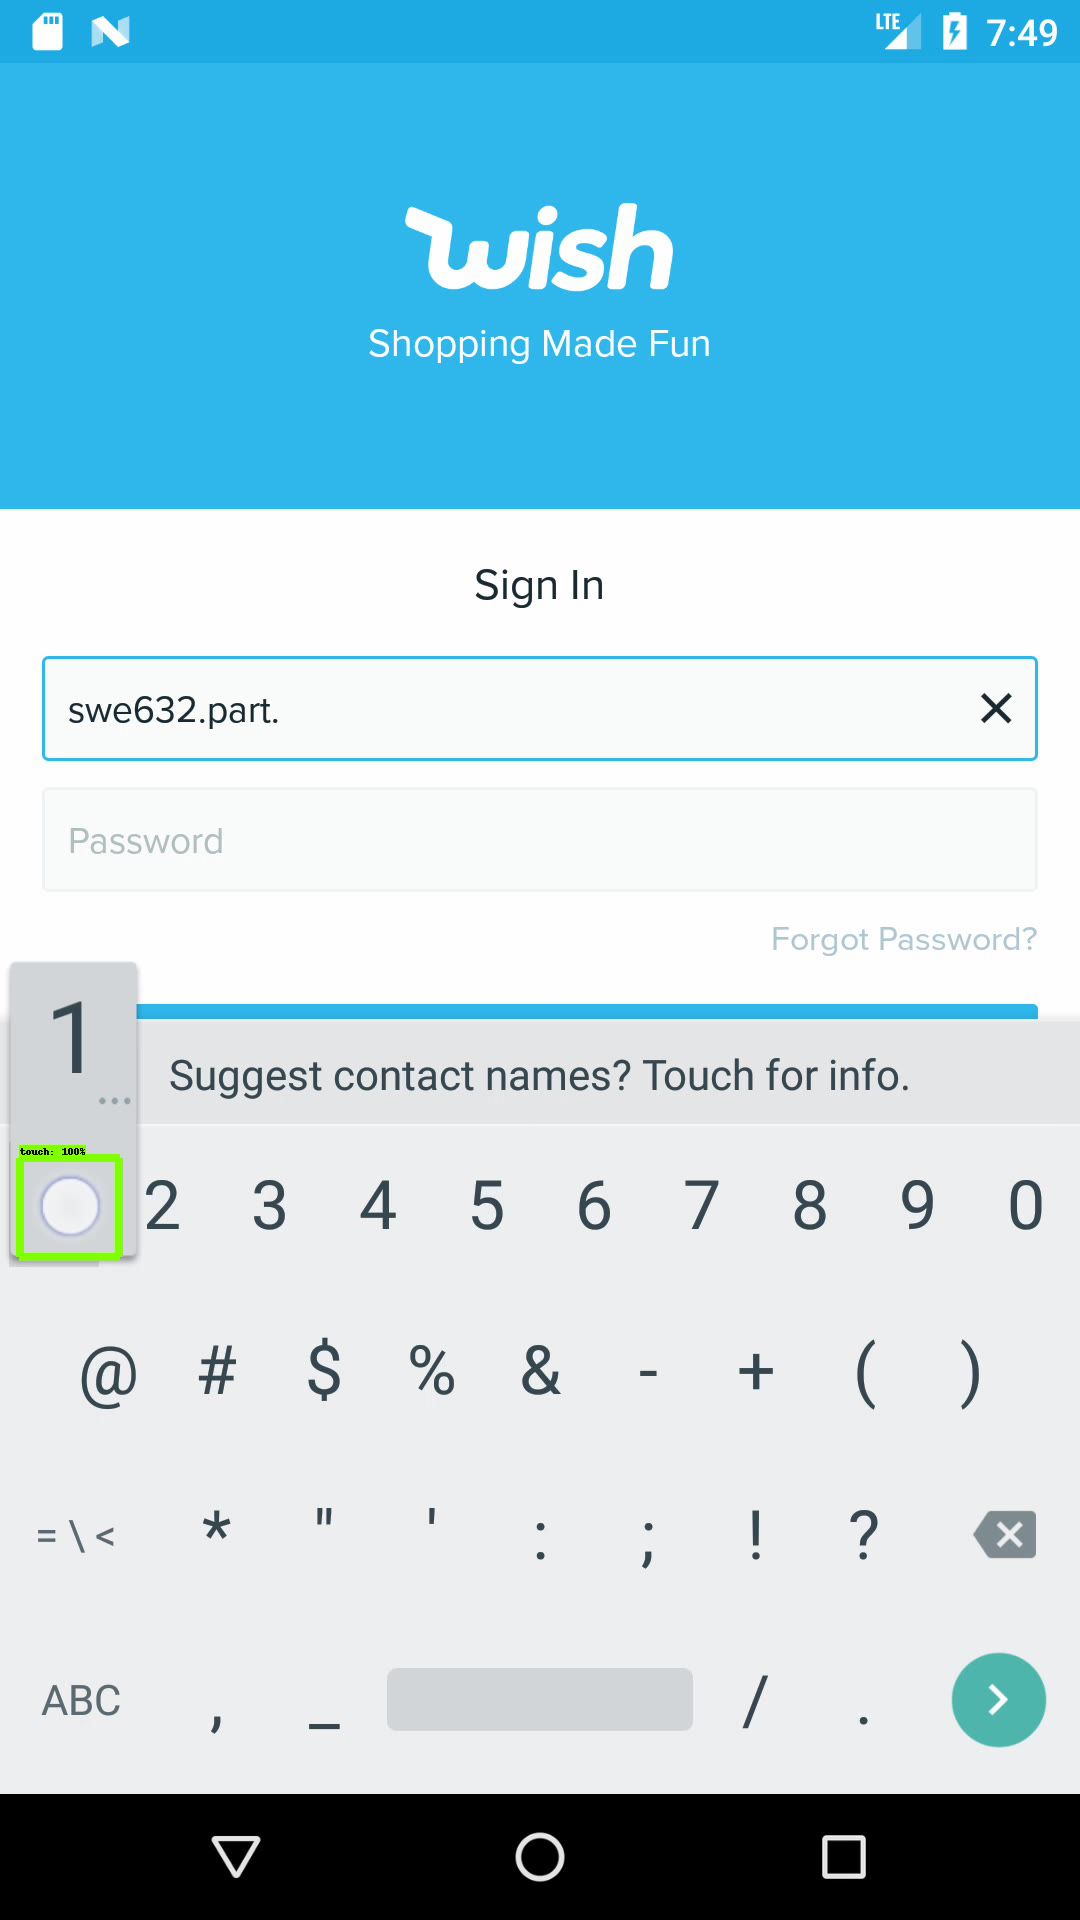 LTE 7:49
wish
Shopping Made Fun
Sign In
swe632.part.
Password
Forgot Password?
1
...
Suggest contact names? Touch for info.
touch: 100%
2 3 4 5 6 7 8 9 0
@ # $ % & - + ( )
= \ < * " ' : ; ! ?
ABC , _ / .